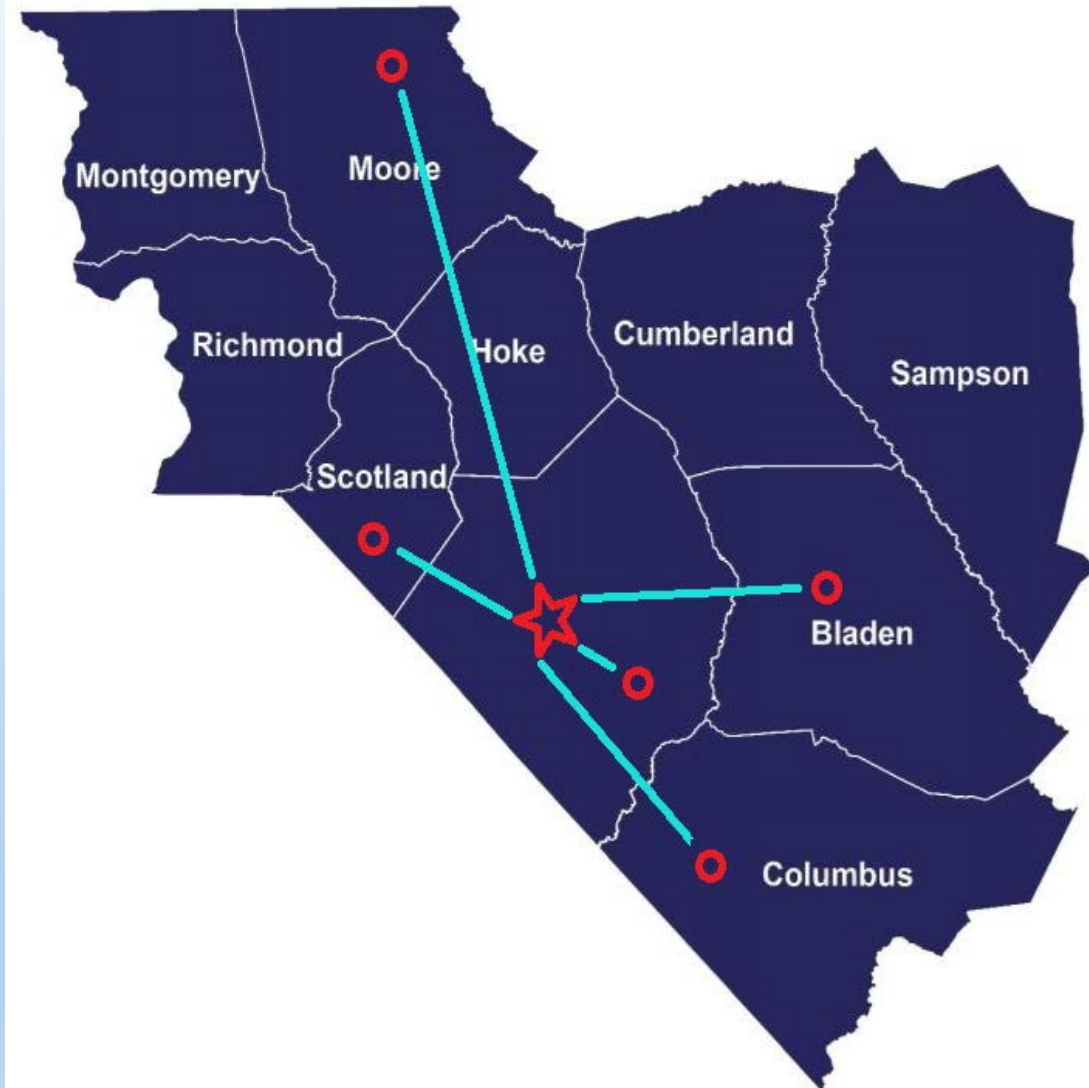 Montgomery
Moore
Richmond
Hoke
Cumberland
Sampson
Scotland
Bladen
Columbus